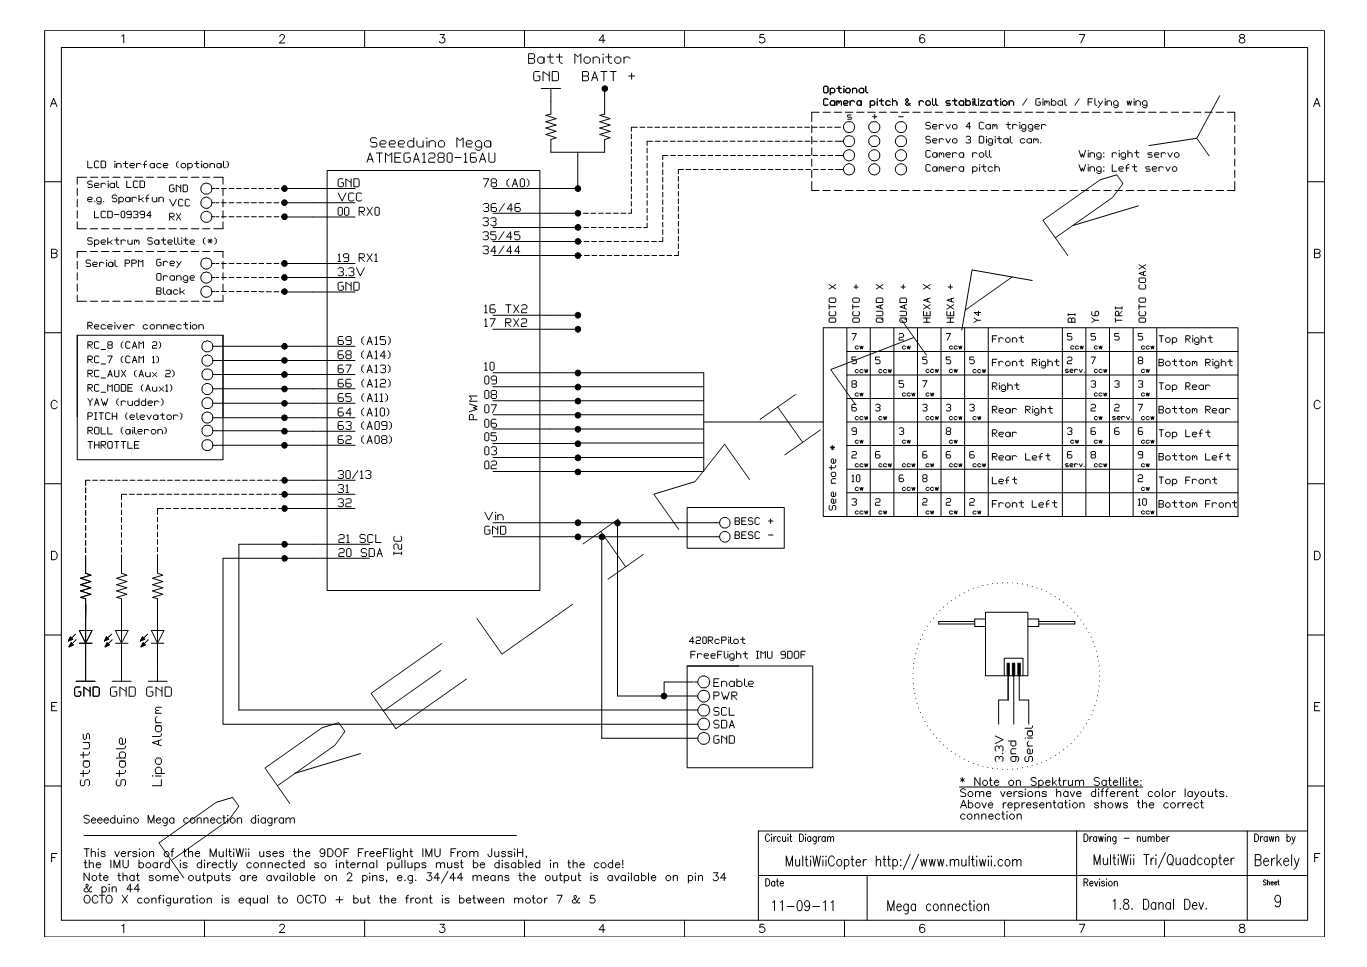 1 2 3 4 5 6 7 8
A A
B B
C C
D D
E E
F F
Batt Monitor
GND BATT +
Seeeduino Mega
ATMEGA1280-16AU
LCD interface (optional)
Serial LCD
e.g. Sparkfun
LCD-09394
GND
VCC
RX
Spektrum Satellite (*)
Serial PPM Grey
Orange
Black
Receiver connection
RC_8 (CAM 2)
RC_7 (CAM 1)
RC_AUX (Aux 2)
RC_MODE (Aux1)
YAW (rudder)
PITCH (elevator)
ROLL (aileron)
THROTTLE
GND
VCC
00 RX0
19 RX1
3.3V
GND
69 (A15)
68 (A14)
67 (A13)
66 (A12)
65 (A11)
64 (A10)
63 (A09)
62 (A08)
30/13
31
32
21 SCL
20 SDA
I2C
78 (A0)
36/46
33
35/45
34/44
16 TX2
17 RX2
PWM
10
09
08
07
06
05
03
02
Vin
GND
BESC +
BESC -
Optional
Camera pitch & roll stabilization / Gimbal / Flying wing
s + -
Servo 4 Cam trigger
Servo 3 Digital cam.
Camera roll Wing: right servo
Camera pitch Wing: Left servo
OCTO X OCTO + QUAD X QUAD + HEXA X HEXA + Y4 BI Y6 TRI OCTO COAX
See note *
7 cw 2 cw 7 ccw Front 5 ccw 5 cw 5 5 ccw Top Right
5 ccw 5 ccw 5 ccw 5 cw 5 ccw Front Right 2 serv. 7 ccw 8 cw Bottom Right
8 cw 5 ccw 7 cw Right 3 ccw 3 3 cw Top Rear
6 ccw 3 cw 3 ccw 3 ccw 3 cw Rear Right 2 cw 2 serv. 7 ccw Bottom Rear
9 cw 3 cw 8 cw Rear 3 cw 6 cw 6 6 ccw Top Left
2 ccw 6 ccw ccw 6 cw 6 cw 6 ccw Rear Left 6 serv. 8 ccw 9 cw Bottom Left
10 cw 6 ccw 8 ccw Left 2 cw Top Front
3 ccw 2 cw 2 cw 2 ccw 2 cw Front Left 10 ccw Bottom Front
GND GND GND
Status
Stable
Lipo Alarm
420RcPilot
FreeFlight IMU 9DOF
Enable
PWR
SCL
SDA
GND
3.3V
gnd
Serial
* Note on Spektrum Satellite:
Some versions have different color layouts.
Above representation shows the correct
connection
Seeeduino Mega connection diagram
This version of the MultiWii uses the 9DOF FreeFlight IMU From JussiH,
the IMU board is directly connected so internal pullups must be disabled in the code!
Note that some outputs are available on 2 pins, e.g. 34/44 means the output is available on pin 34
& pin 44
OCTO X configuration is equal to OCTO + but the front is between motor 7 & 5
Circuit Diagram
MultiWiiCopter http://www.multiwii.com
Drawing - number
MultiWii Tri/Quadcopter
Drawn by
Berkely
Date
11-09-11
Mega connection
Revision
1.8. Danal Dev.
Sheet
9
1 2 3 4 5 6 7 8